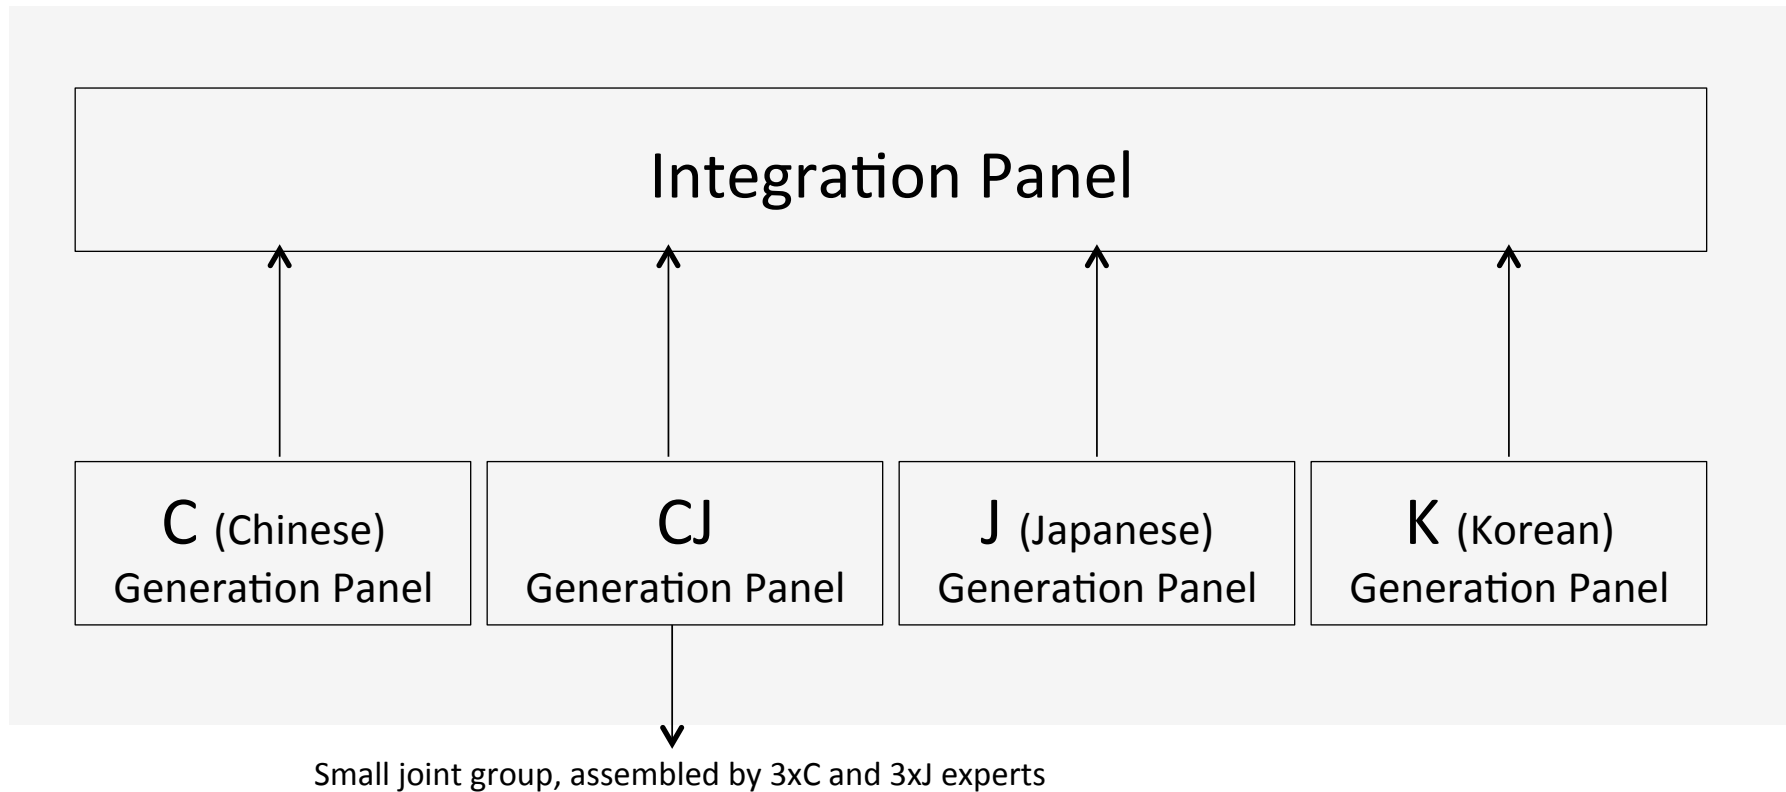 Integration Panel
C (Chinese)
Generation Panel
CJ
Generation Panel
J (Japanese)
Generation Panel
K (Korean)
Generation Panel
Small joint group, assembled by 3xC and 3xJ experts